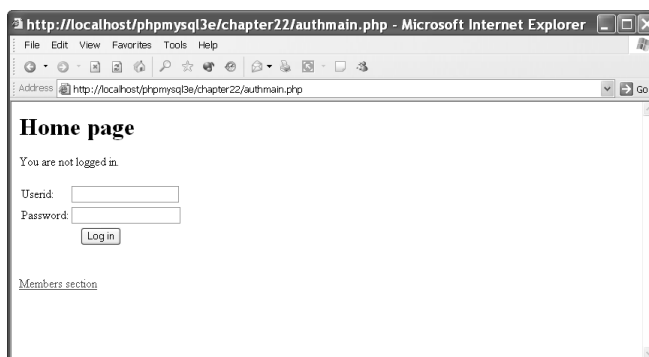 http://localhost/phpmysql3e/chapter22/authmain.php - Microsoft Internet Explorer
File Edit View Favorites Tools Help
Address http://localhost/phpmysql3e/chapter22/authmain.php Go
Home page
You are not logged in.
Userid:
Password:
Log in
Members section